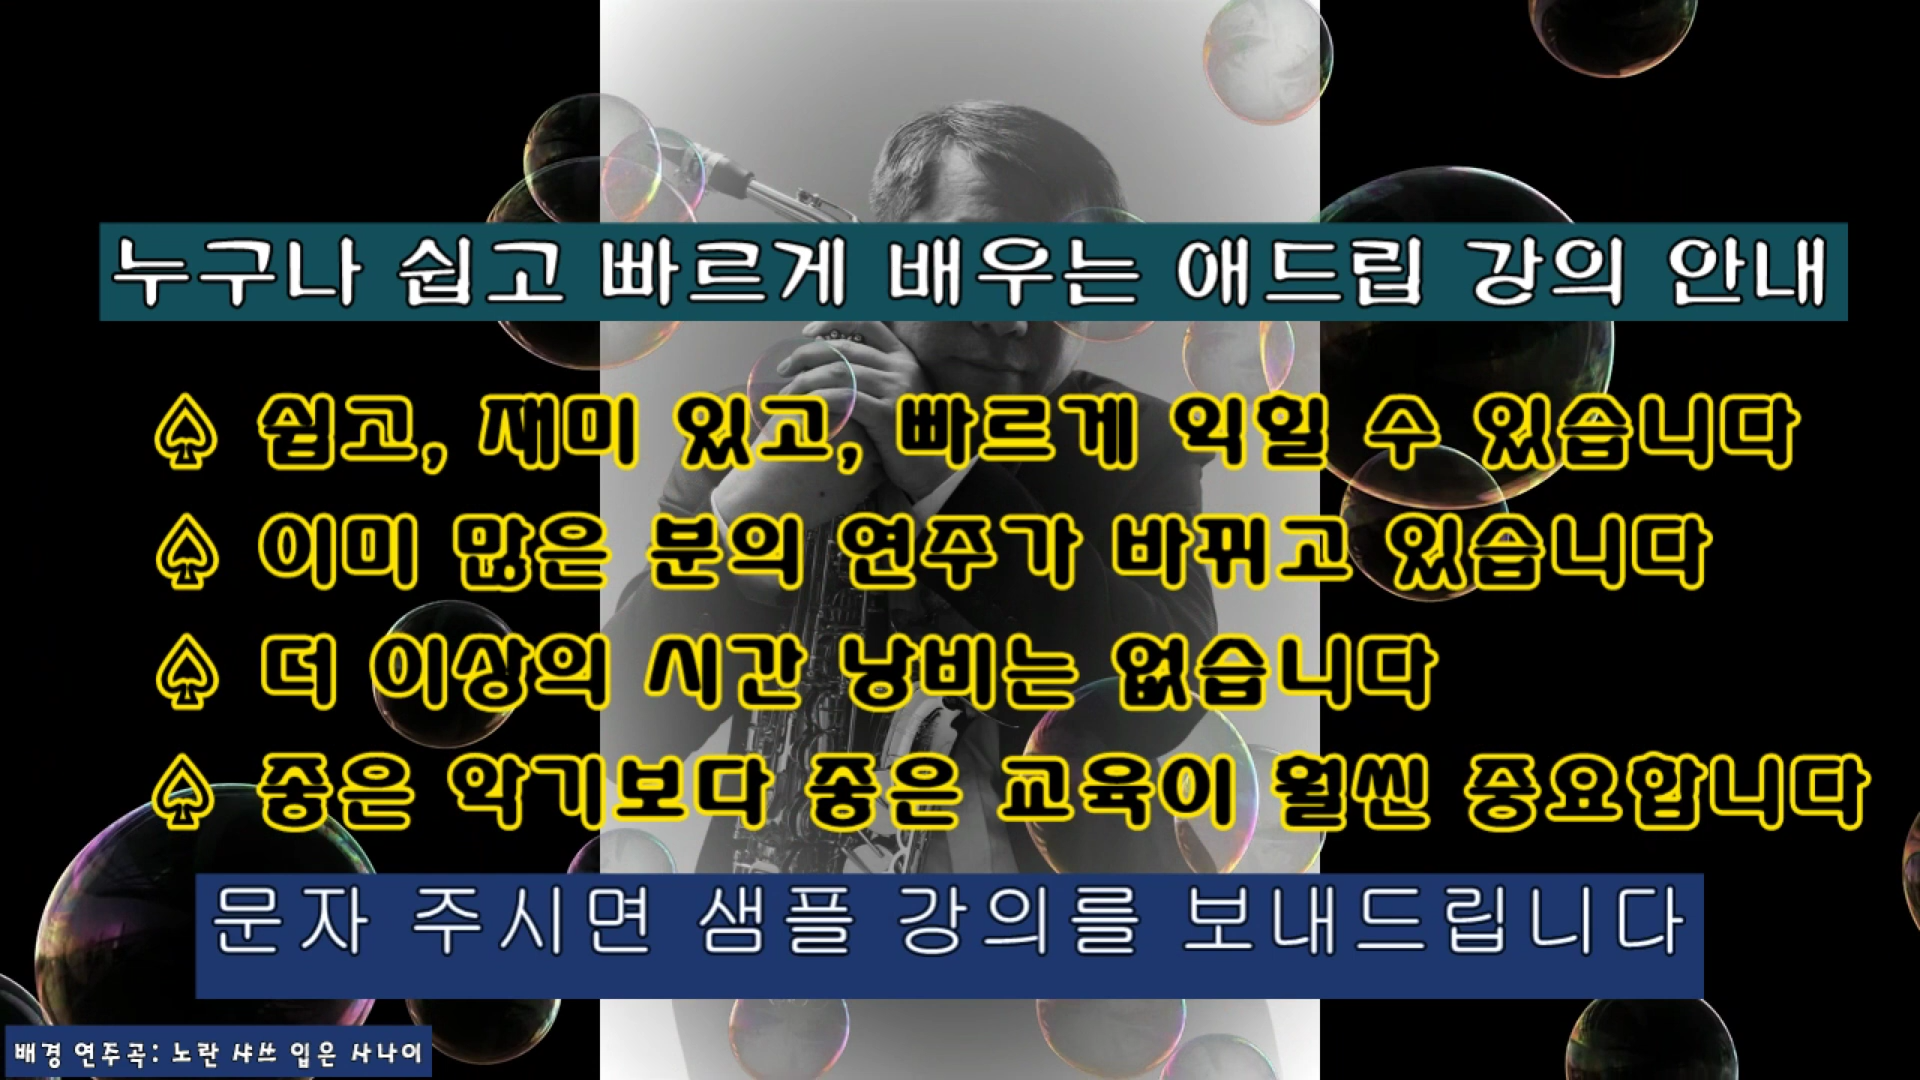 누구나 쉽고 빠르게 배우는 애드립 강의 안내
♤ 쉽고, 재미 있고, 빠르게 익힐 수 있습니다
♤ 이미 많은 분의 연주가 바뀌고 있습니다
♤ 더 이상의 시간 낭비는 없습니다
♤ 좋은 악기보다 좋은 교육이 훨씬 중요합니다
문자 주시면 샘플 강의를 보내드립니다
배경 연주곡: 노란 샤쓰 입은 사나이